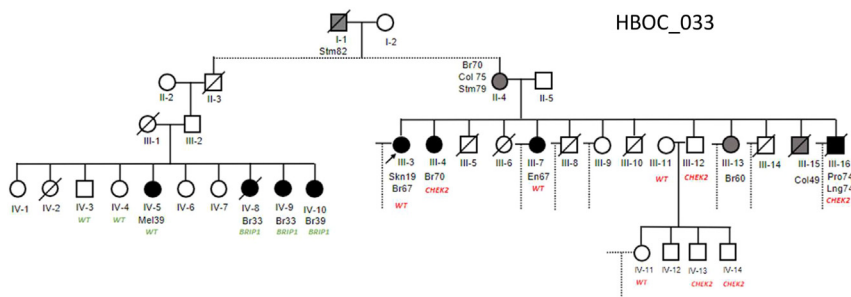 HBOC_033
I-1
I-2
Stm82
Br70
Col 75
Stm79
II-2
II-3
II-4
II-5
III-1
III-2
III-3
III-4
III-5
III-6
III-7
III-8
III-9
III-10
III-11
III-12
III-13
III-14
III-15
III-16
Skn19
Br67
WT
Br70
CHEK2
En67
WT
WT
CHEK2
Br60
Col49
Pro74
Lng74
CHEK2
IV-1
IV-2
IV-3
IV-4
IV-5
IV-6
IV-7
IV-8
IV-9
IV-10
WT
WT
Mel39
WT
Br33
BRIP1
Br33
BRIP1
Br39
BRIP1
IV-11
IV-12
IV-13
IV-14
WT
CHEK2
CHEK2